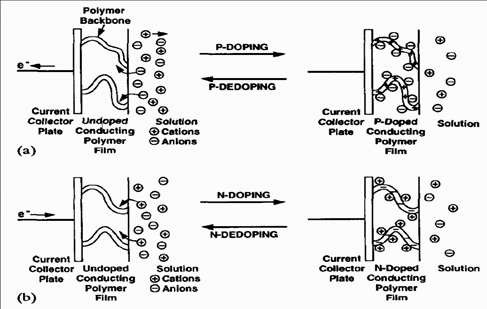 Polymer
Backbone
P-DOPING
P-DEDOPING
e⁻
Current
Collector
Plate
Undoped
Conducting
Polymer
Film
Solution
⊕ Cations
⊖ Anions
Current
Collector
Plate
P-Doped
Conducting
Polymer
Film
Solution
(a)
N-DOPING
N-DEDOPING
e⁻
Current
Collector
Plate
Undoped
Conducting
Polymer
Film
Solution
⊕ Cations
⊖ Anions
Current
Collector
Plate
N-Doped
Conducting
Polymer
Film
Solution
(b)